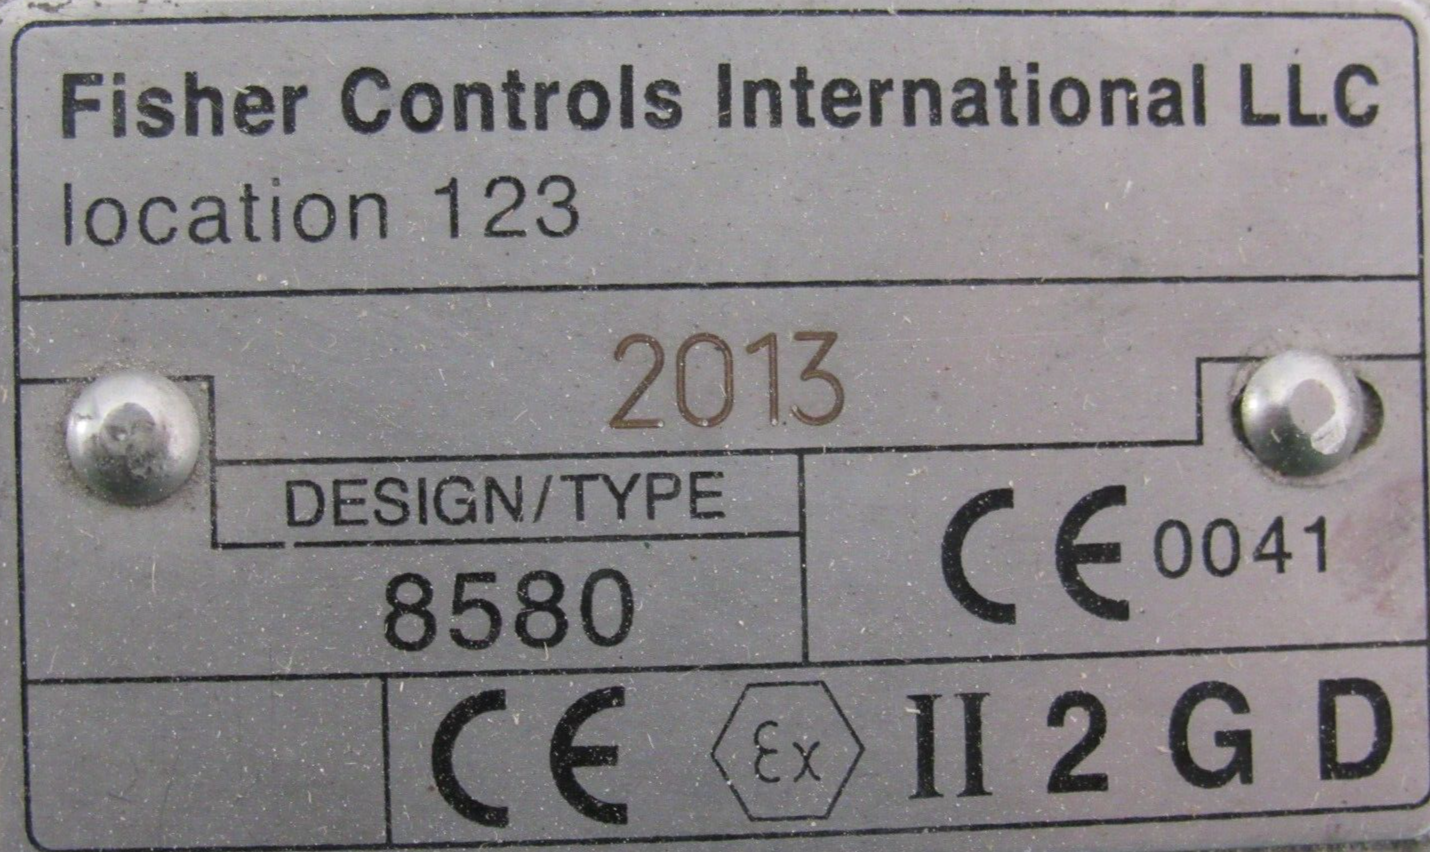 Fisher Controls International LLC
location 123
2013
DESIGN/TYPE
8580
CE 0041
CE Ex II 2 G D